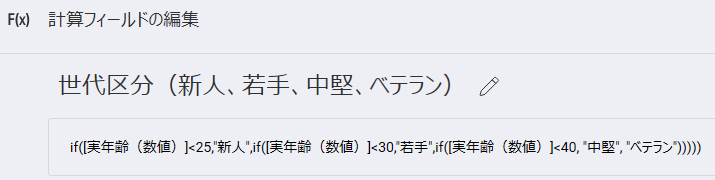 F(x) 計算フィールドの編集
世代区分（新人、若手、中堅、ベテラン）
if([実年齢（数値）]<25,"新人",if([実年齢（数値）]<30,"若手",if([実年齢（数値）]<40, "中堅", "ベテラン")))))